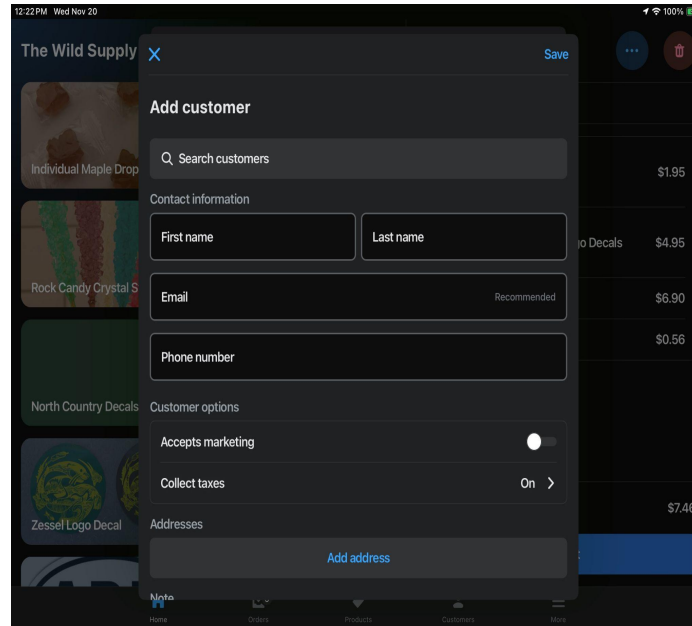 12:22 PM Wed Nov 20
100%
The Wild Supply
Save
Add customer
Search customers
Individual Maple Drop
$1.95
Contact information
First name
Last name
go Decals
$4.95
Rock Candy Crystal S
Email
Recommended
$6.90
$0.56
Phone number
North Country Decals
Customer options
Accepts marketing
Collect taxes
On
$7.46
Zessel Logo Decal
Addresses
Add address
Note
Home
Orders
Products
Customers
More